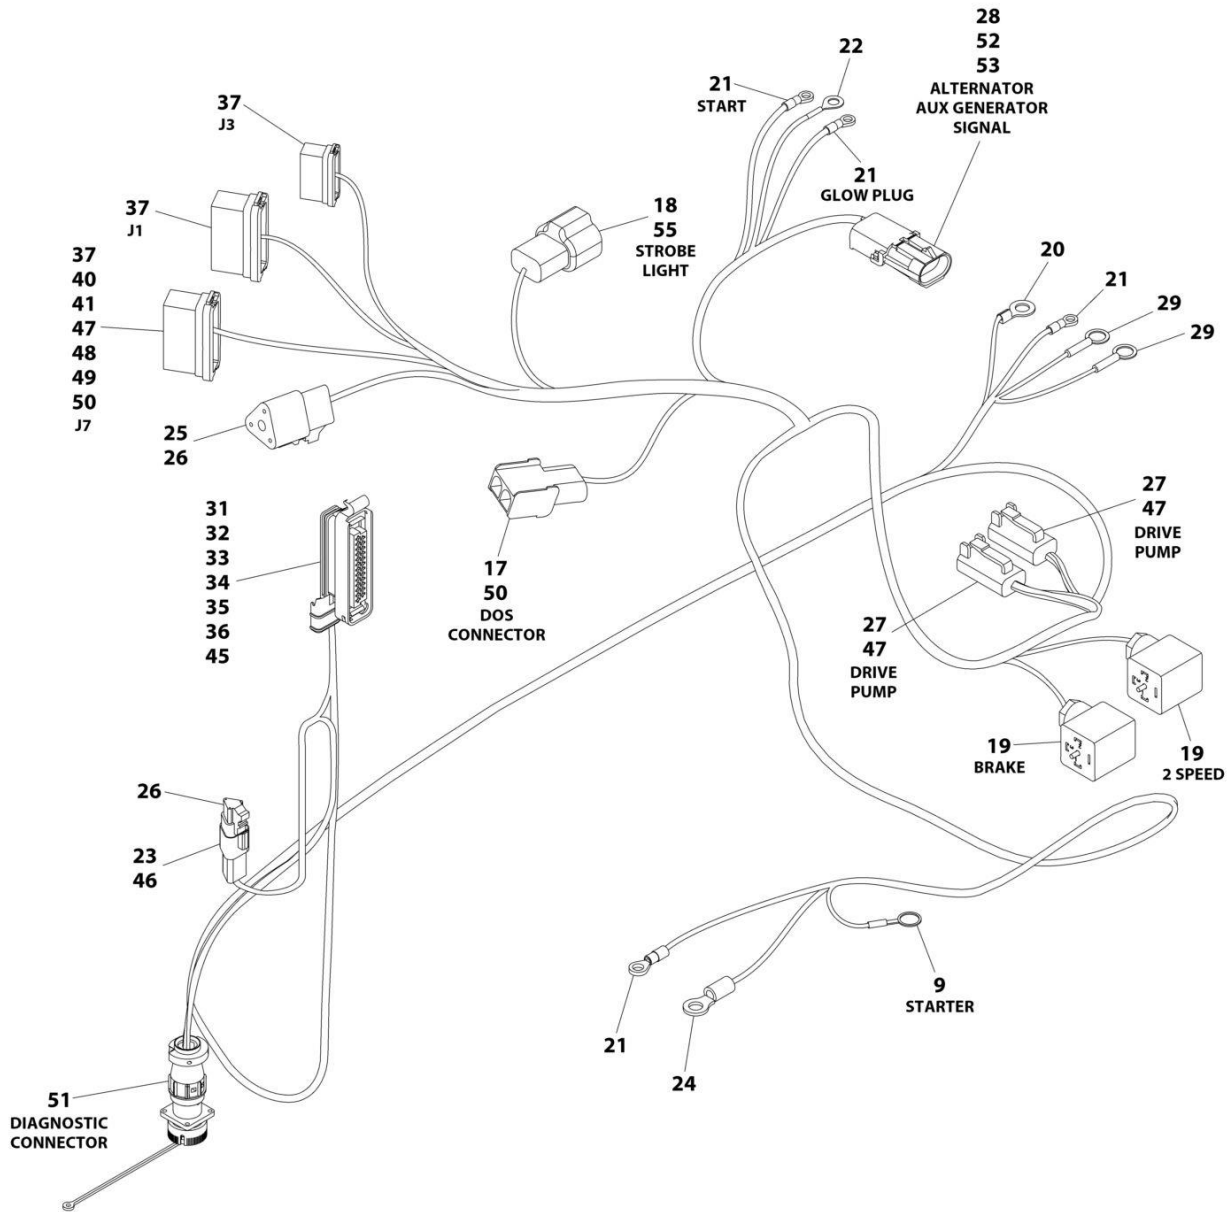 28
52
53
ALTERNATOR
AUX GENERATOR
SIGNAL
22
21
START
37
J3
21
GLOW PLUG
37
J1
18
55
STROBE
LIGHT
37
40
41
47
48
49
50
J7
20
21
29
29
25
26
31
32
33
34
35
36
45
17
50
DOS
CONNECTOR
27
47
DRIVE
PUMP
27
47
DRIVE
PUMP
19
BRAKE
19
2 SPEED
26
23
46
9
STARTER
21
24
51
DIAGNOSTIC
CONNECTOR